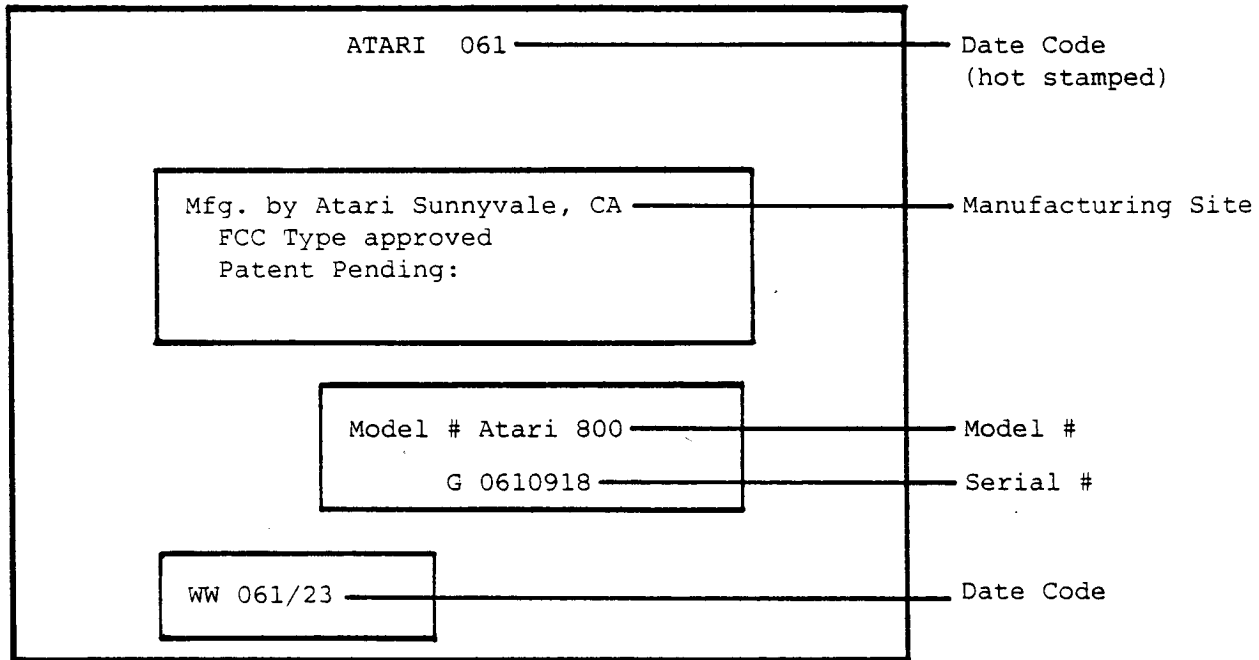 ATARI 061 Date Code
(hot stamped)
Mfg. by Atari Sunnyvale, CA Manufacturing Site
FCC Type approved
Patent Pending:
Model # Atari 800 Model #
G 0610918 Serial #
WW 061/23 Date Code